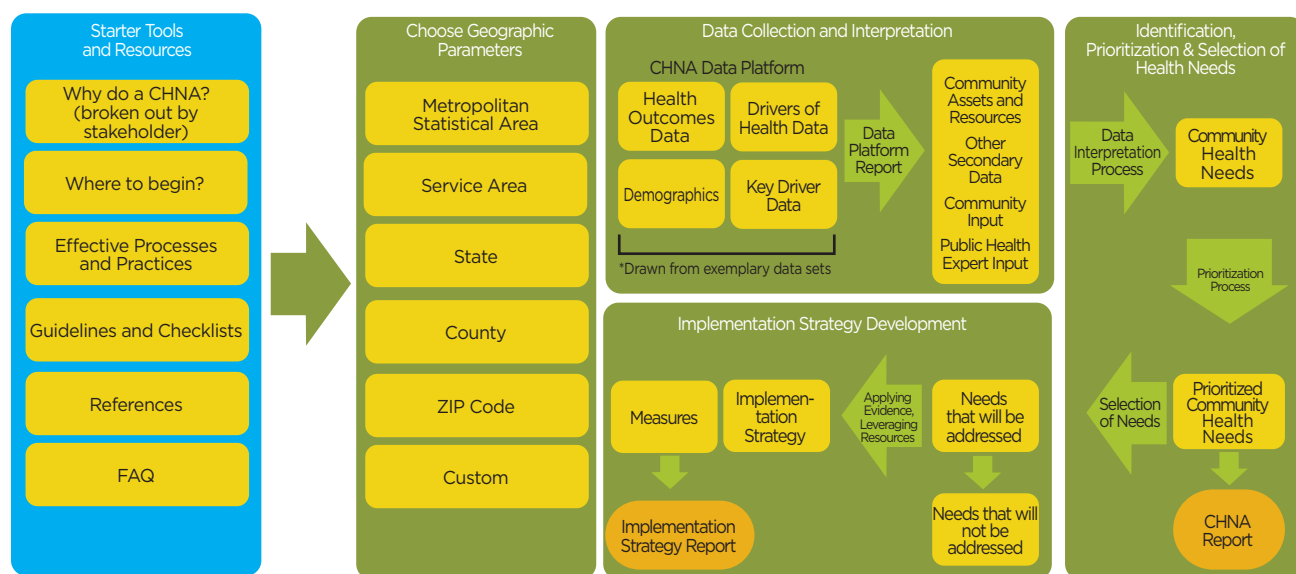 Starter Tools
and Resources
Why do a CHNA?
(broken out by
stakeholder)
Where to begin?
Effective Processes
and Practices
Guidelines and Checklists
References
FAQ
Choose Geographic
Parameters
Metropolitan
Statistical Area
Service Area
State
County
ZIP Code
Custom
Data Collection and Interpretation
CHNA Data Platform
Health
Outcomes
Data
Drivers of
Health Data
Demographics
Key Driver
Data
*Drawn from exemplary data sets
Data
Platform
Report
Community
Assets and
Resources
Other
Secondary
Data
Community
Input
Public Health
Expert Input
Identification,
Prioritization & Selection of
Health Needs
Data
Interpretation
Process
Community
Health
Needs
Prioritization
Process
Prioritized
Community
Health
Needs
Selection
of Needs
CHNA
Report
Implementation Strategy Development
Needs
that will be
addressed
Needs that will
not be
addressed
Applying
Evidence,
Leveraging
Resources
Implemen-
tation
Strategy
Measures
Implementation
Strategy Report